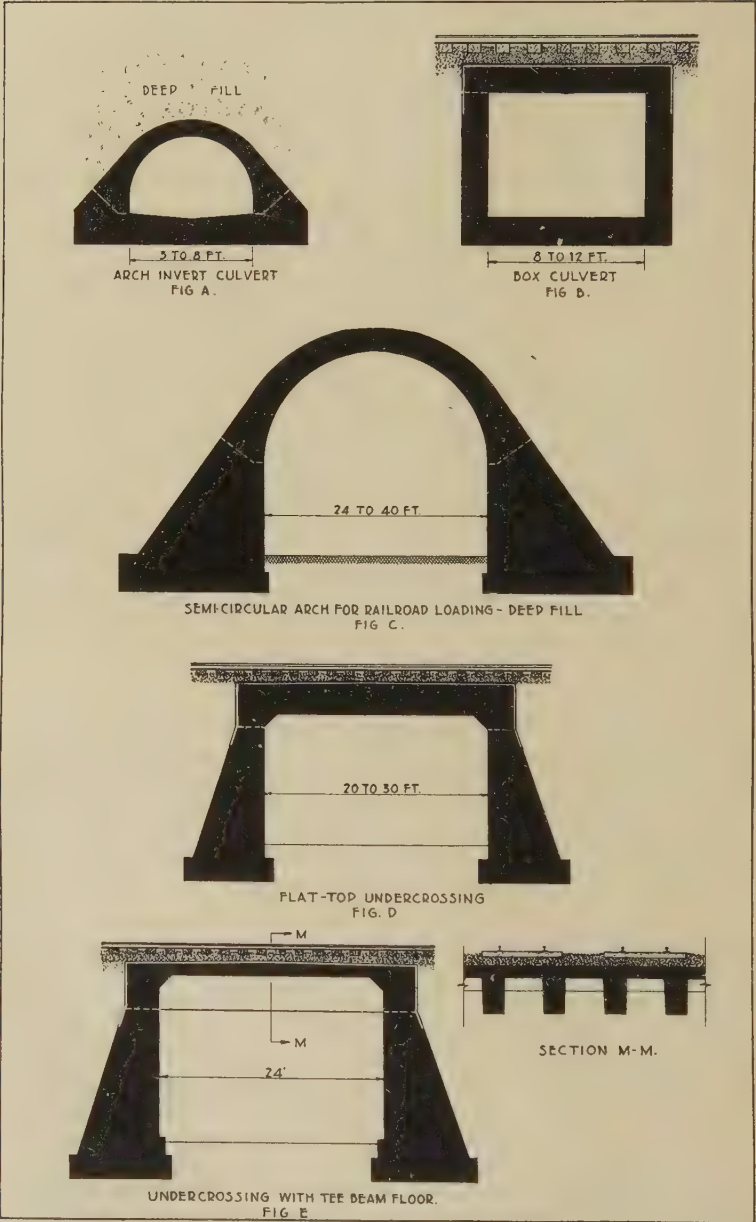 DEEP FILL
3 TO 8 FT.
ARCH INVERT CULVERT
FIG A.
8 TO 12 FT.
BOX CULVERT
FIG B.
24 TO 40 FT.
SEMI-CIRCULAR ARCH FOR RAILROAD LOADING - DEEP FILL
FIG C.
20 TO 30 FT.
FLAT-TOP UNDERCROSSING
FIG. D
M
M
24'
SECTION M-M.
UNDERCROSSING WITH TEE BEAM FLOOR.
FIG E